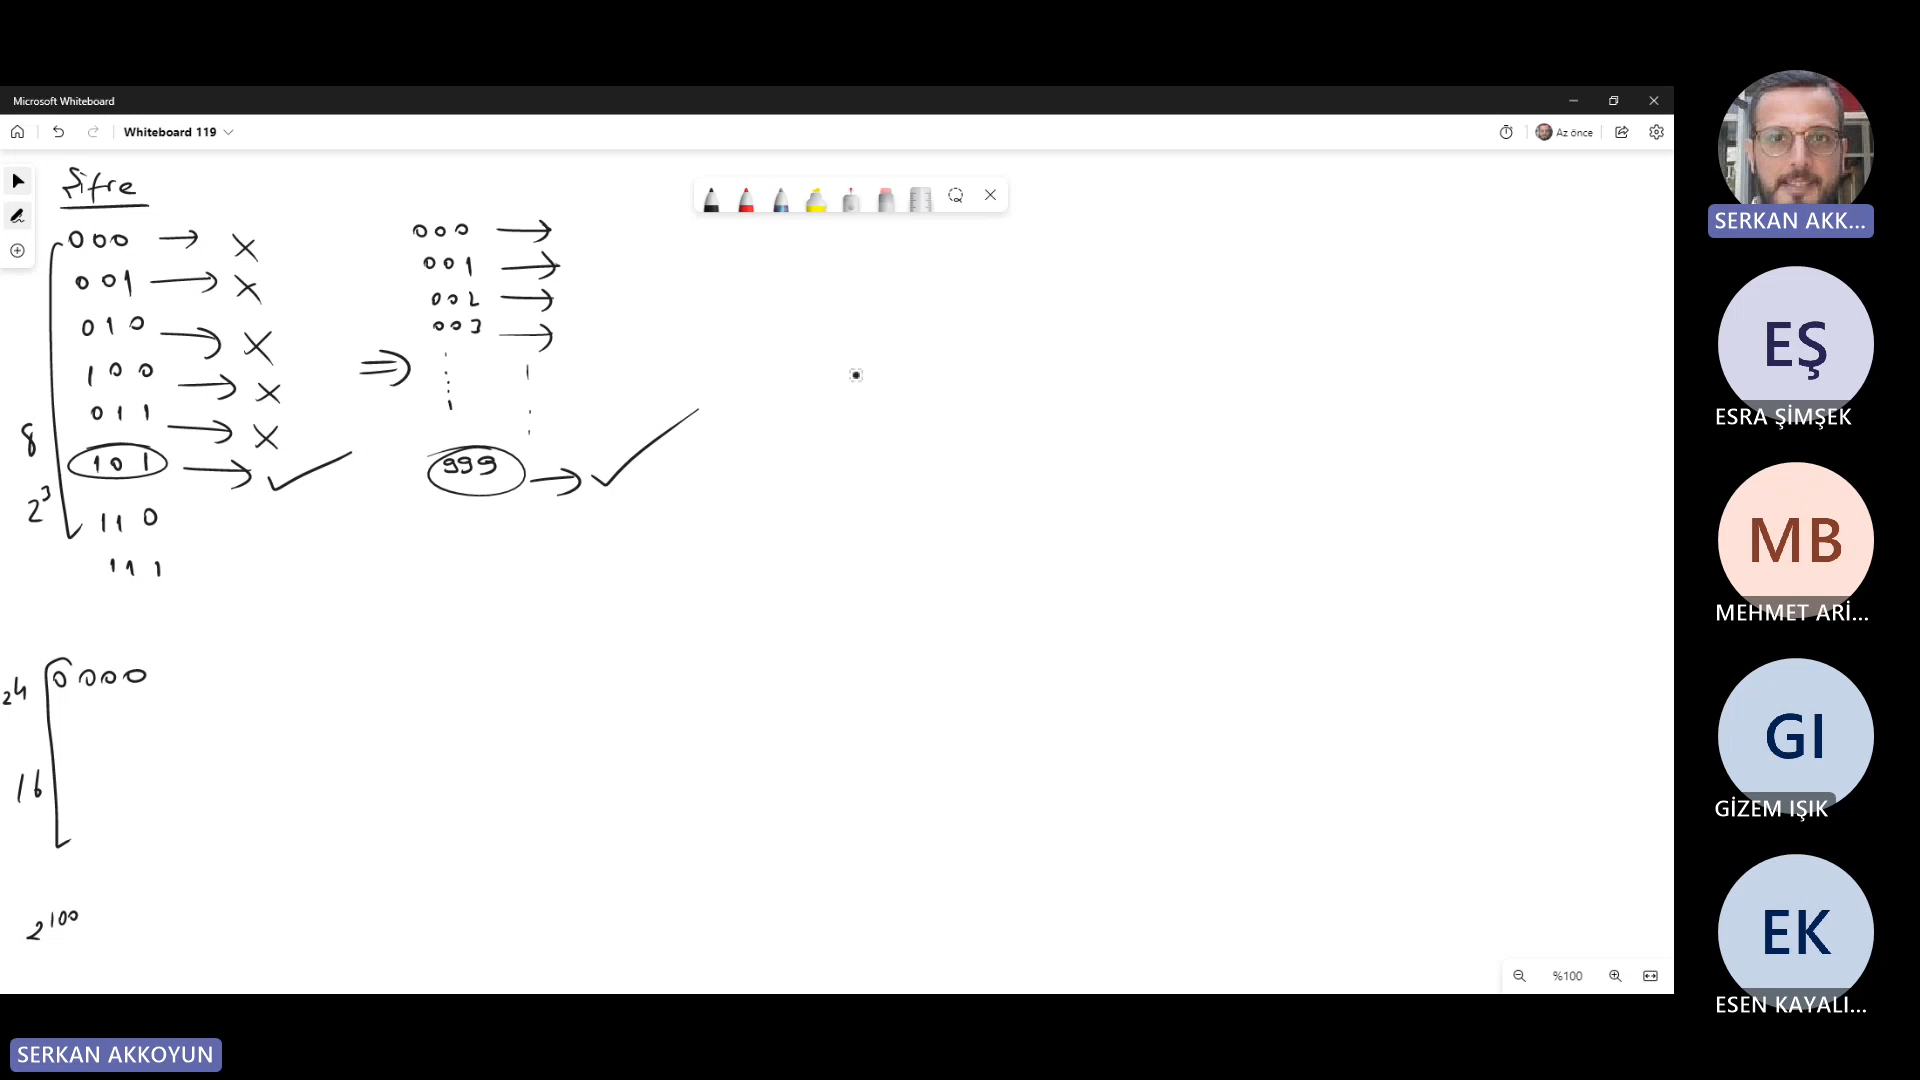 Microsoft Whiteboard
Whiteboard 119
Az önce
Şifre
000 → X
001 → X
010 → X
100 → X
011 → X
101 → ✓
110
111
8
2³
⇒
000 →
001 →
002 →
003 →
999 → ✓
2⁴
0000
16
2¹⁰⁰
%100
SERKAN AKK...
EŞ
ESRA ŞİMŞEK
MB
MEHMET ARİ...
GI
GİZEM IŞIK
EK
ESEN KAYALI...
SERKAN AKKOYUN